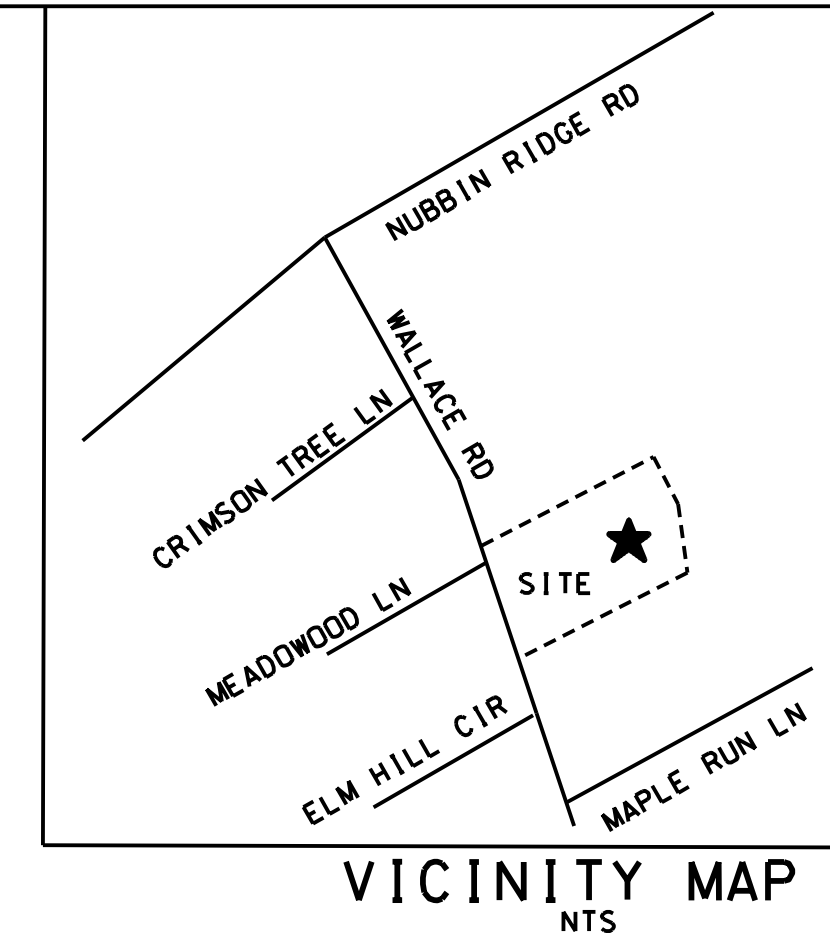 NUBBIN RIDGE RD
WALLACE RD
CRIMSON TREE LN
SITE
MEADOWOOD LN
ELM HILL CIR
MAPLE RUN LN
VICINITY MAP
NTS